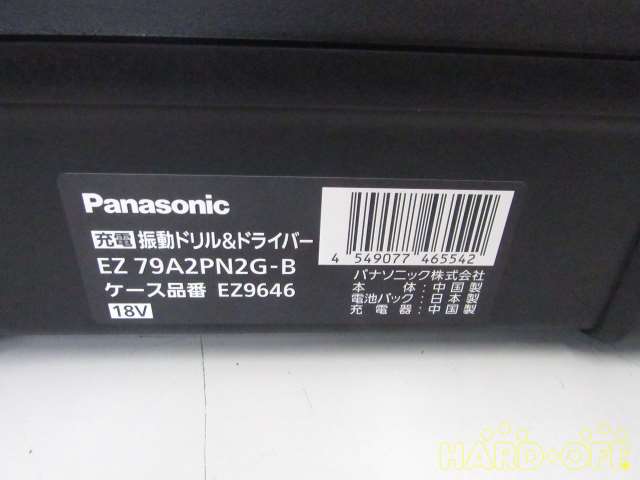 Panasonic
充電 振動ドリル&ドライバー
EZ 79A2PN2G-B
ケース品番 EZ9646
18V
4 549077 465542
パナソニック株式会社
本体:中国製
電池パック:日本製
充電器:中国製
HARD-OFF